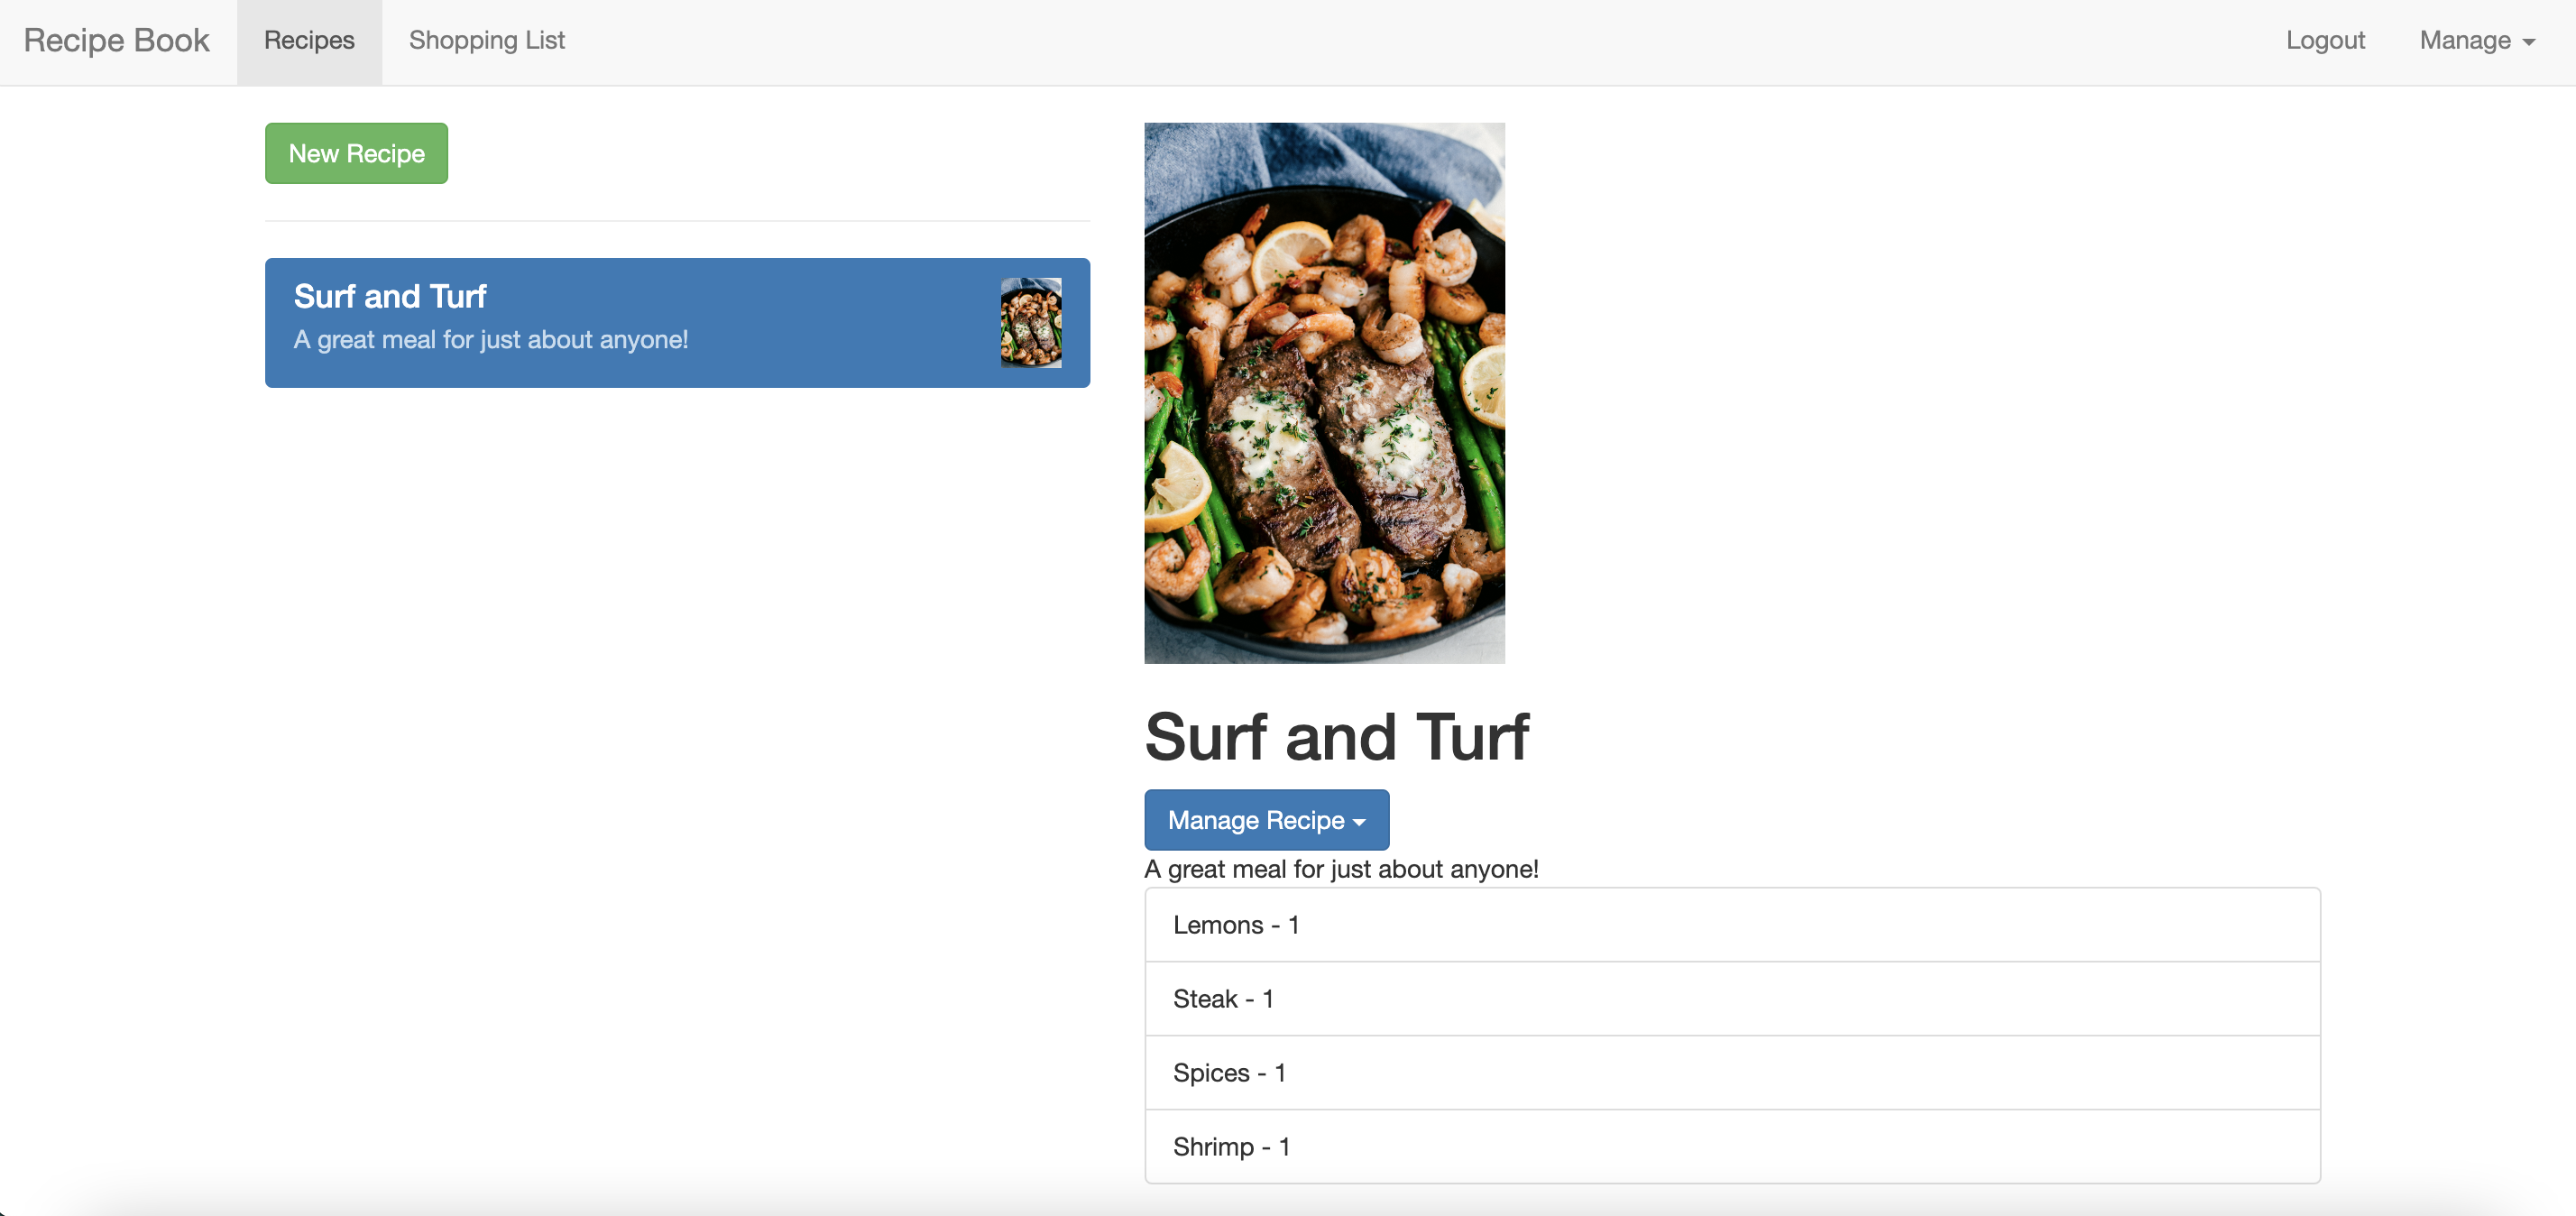 Recipe Book Recipes Shopping List Logout Manage
New Recipe
Surf and Turf
A great meal for just about anyone!
Surf and Turf
Manage Recipe
A great meal for just about anyone!
Lemons - 1
Steak - 1
Spices - 1
Shrimp - 1